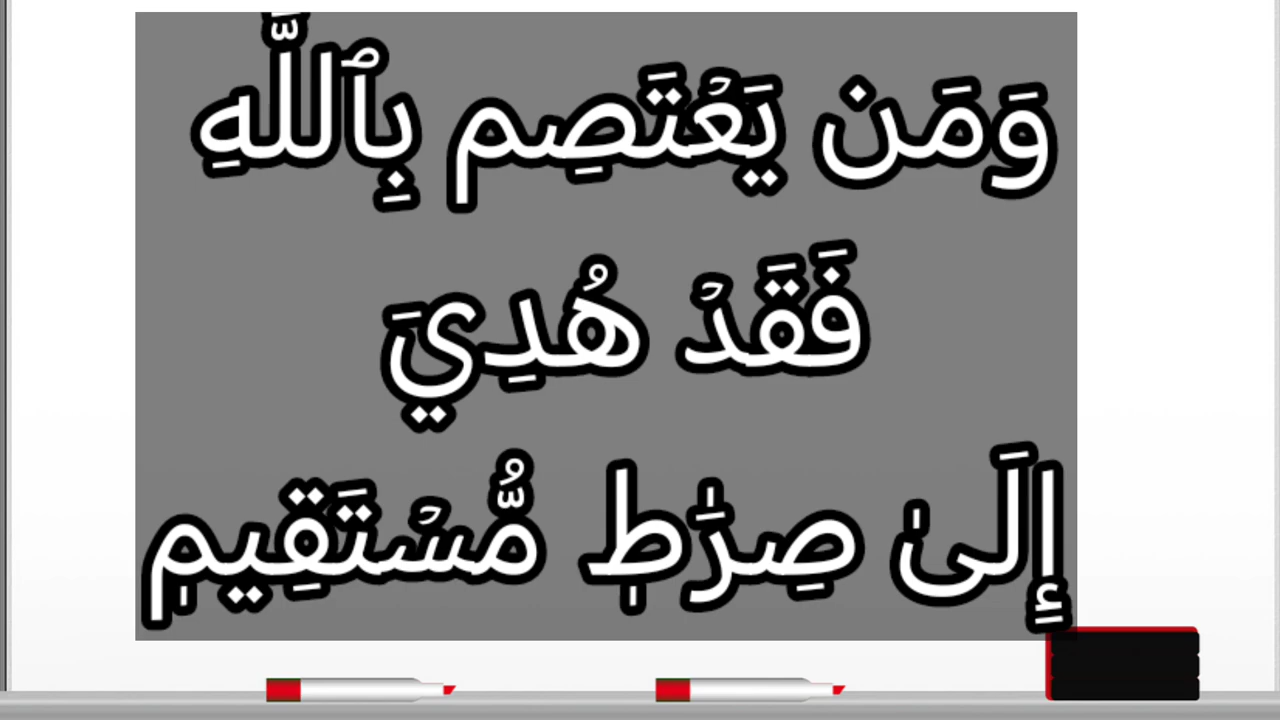 وَمَن يَعۡتَصِم بِٱللَّهِ
فَقَدۡ هُدِيَ
إِلَىٰ صِرَٰطٖ مُّسۡتَقِيمٖ